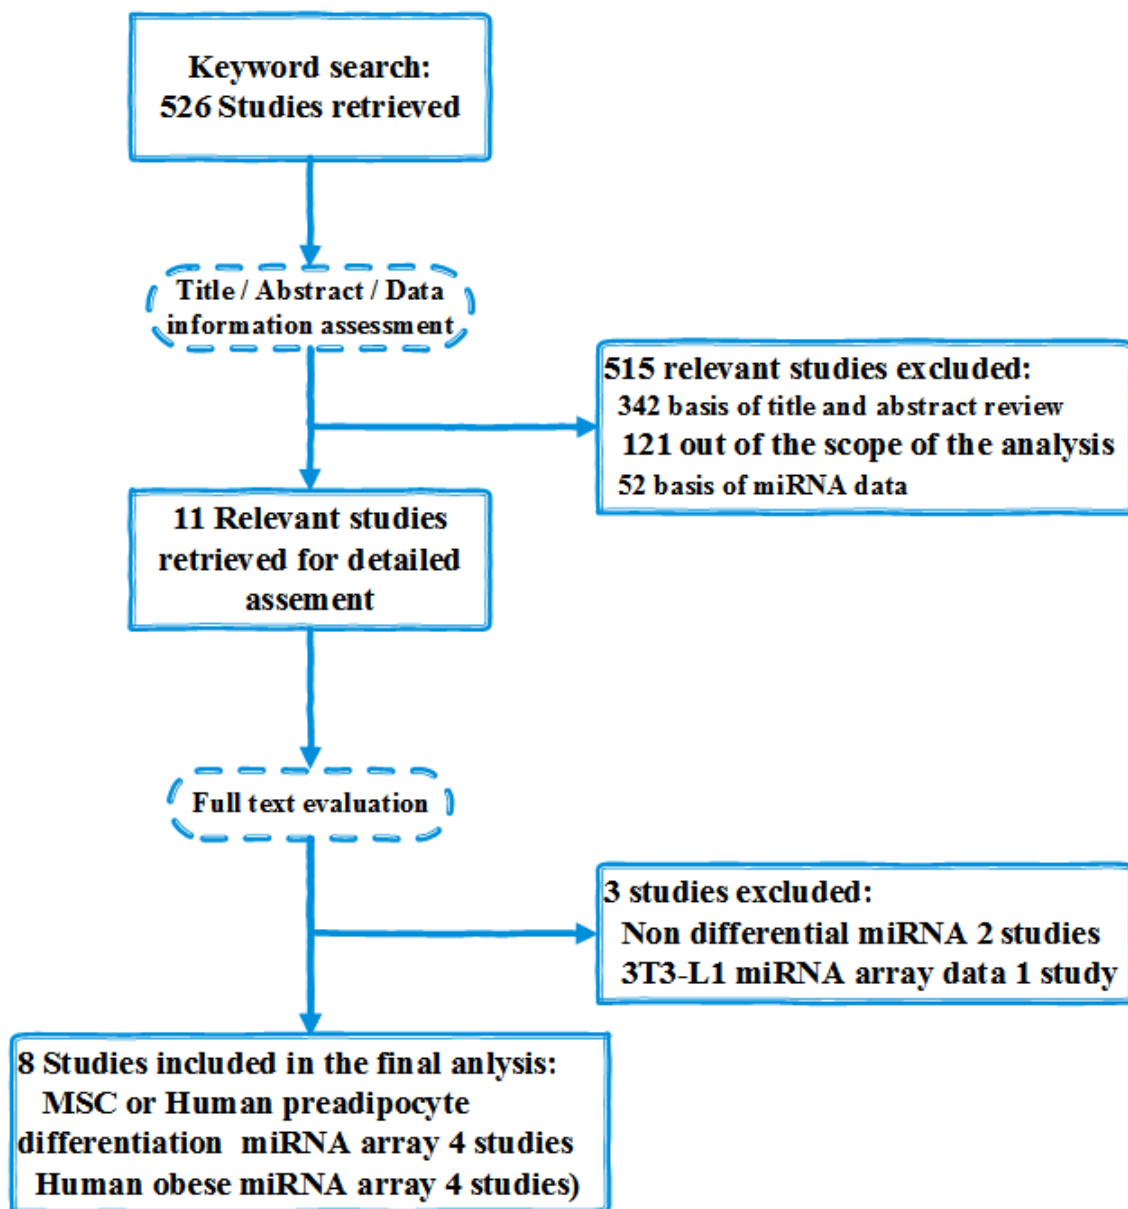 Keyword search:
526 Studies retrieved
Title / Abstract / Data
information assessment
515 relevant studies excluded:
342 basis of title and abstract review
121 out of the scope of the analysis
52 basis of miRNA data
11 Relevant studies
retrieved for detailed
assement
Full text evaluation
3 studies excluded:
Non differential miRNA 2 studies
3T3-L1 miRNA array data 1 study
8 Studies included in the final anlysis:
MSC or Human preadipocyte
differentiation miRNA array 4 studies
Human obese miRNA array 4 studies)